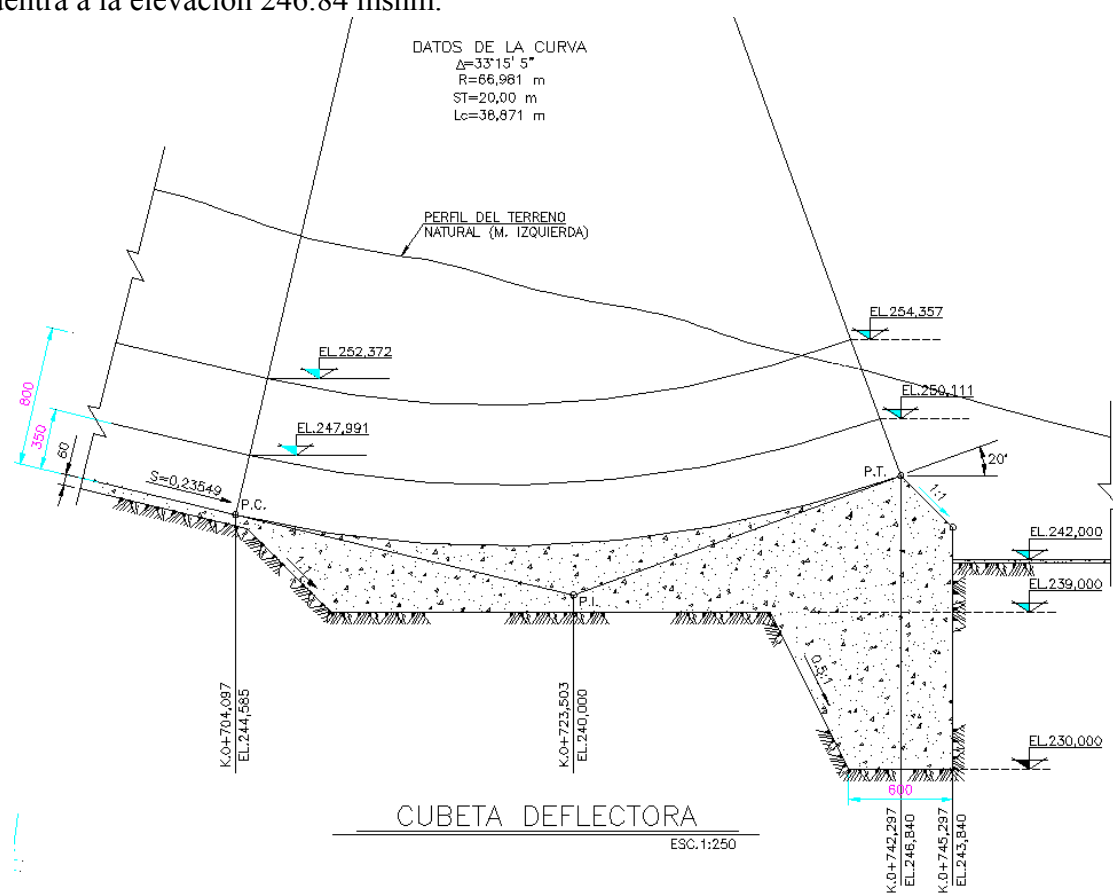 uentra a la elevación 246.84 msnm.
DATOS DE LA CURVA
Δ=33°15' 5"
R=66,981 m
ST=20,00 m
Lc=38,871 m
PERFIL DEL TERRENO
NATURAL (M. IZQUIERDA)
EL.254,357
EL.252,372
EL.250,111
EL.247,991
800
350
60
S=0,23549
P.C.
P.T.
20°
1:1
EL.242,000
EL.239,000
1:1
P.I.
0.5:1
EL.230,000
600
K.0+704,097
EL.244,585
K.0+723,503
EL.240,000
K.0+742,297
EL.246,840
K.0+745,297
EL.243,840
CUBETA DEFLECTORA
ESC.1:250